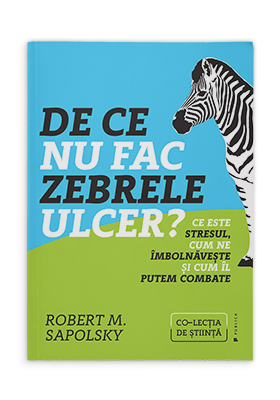 DE CE
NU FAC
ZEBRELE
ULCER?
CE ESTE
STRESUL,
CUM NE
ÎMBOLNĂVEȘTE
ȘI CUM ÎL
PUTEM COMBATE
ROBERT M.
SAPOLSKY
CO-LECȚIA
DE ȘTIINȚĂ
PUBLICA